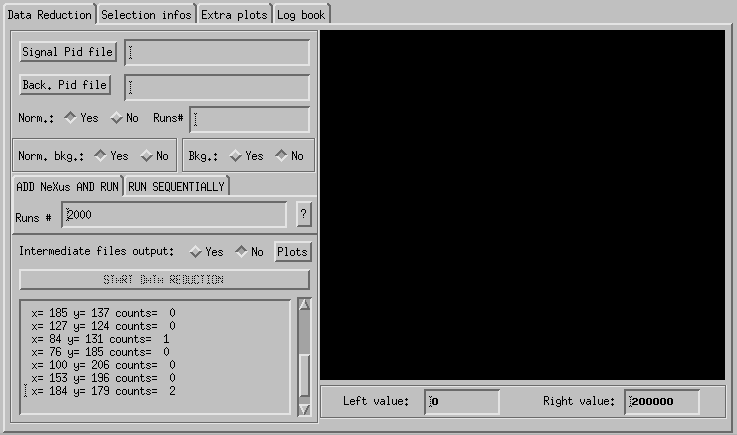 Data Reduction Selection infos Extra plots Log book
Signal Pid file
Back. Pid file
Norm.: Yes No Runs#
Norm. bkg.: Yes No Bkg.: Yes No
ADD NeXus AND RUN RUN SEQUENTIALLY
Runs # 2000 ?
Intermediate files output: Yes No Plots
START DATA REDUCTION
x= 185 y= 137 counts= 0
x= 127 y= 124 counts= 0
x= 84 y= 131 counts= 1
x= 76 y= 185 counts= 0
x= 100 y= 206 counts= 0
x= 153 y= 196 counts= 0
x= 184 y= 179 counts= 2
Left value: 0 Right value: 200000